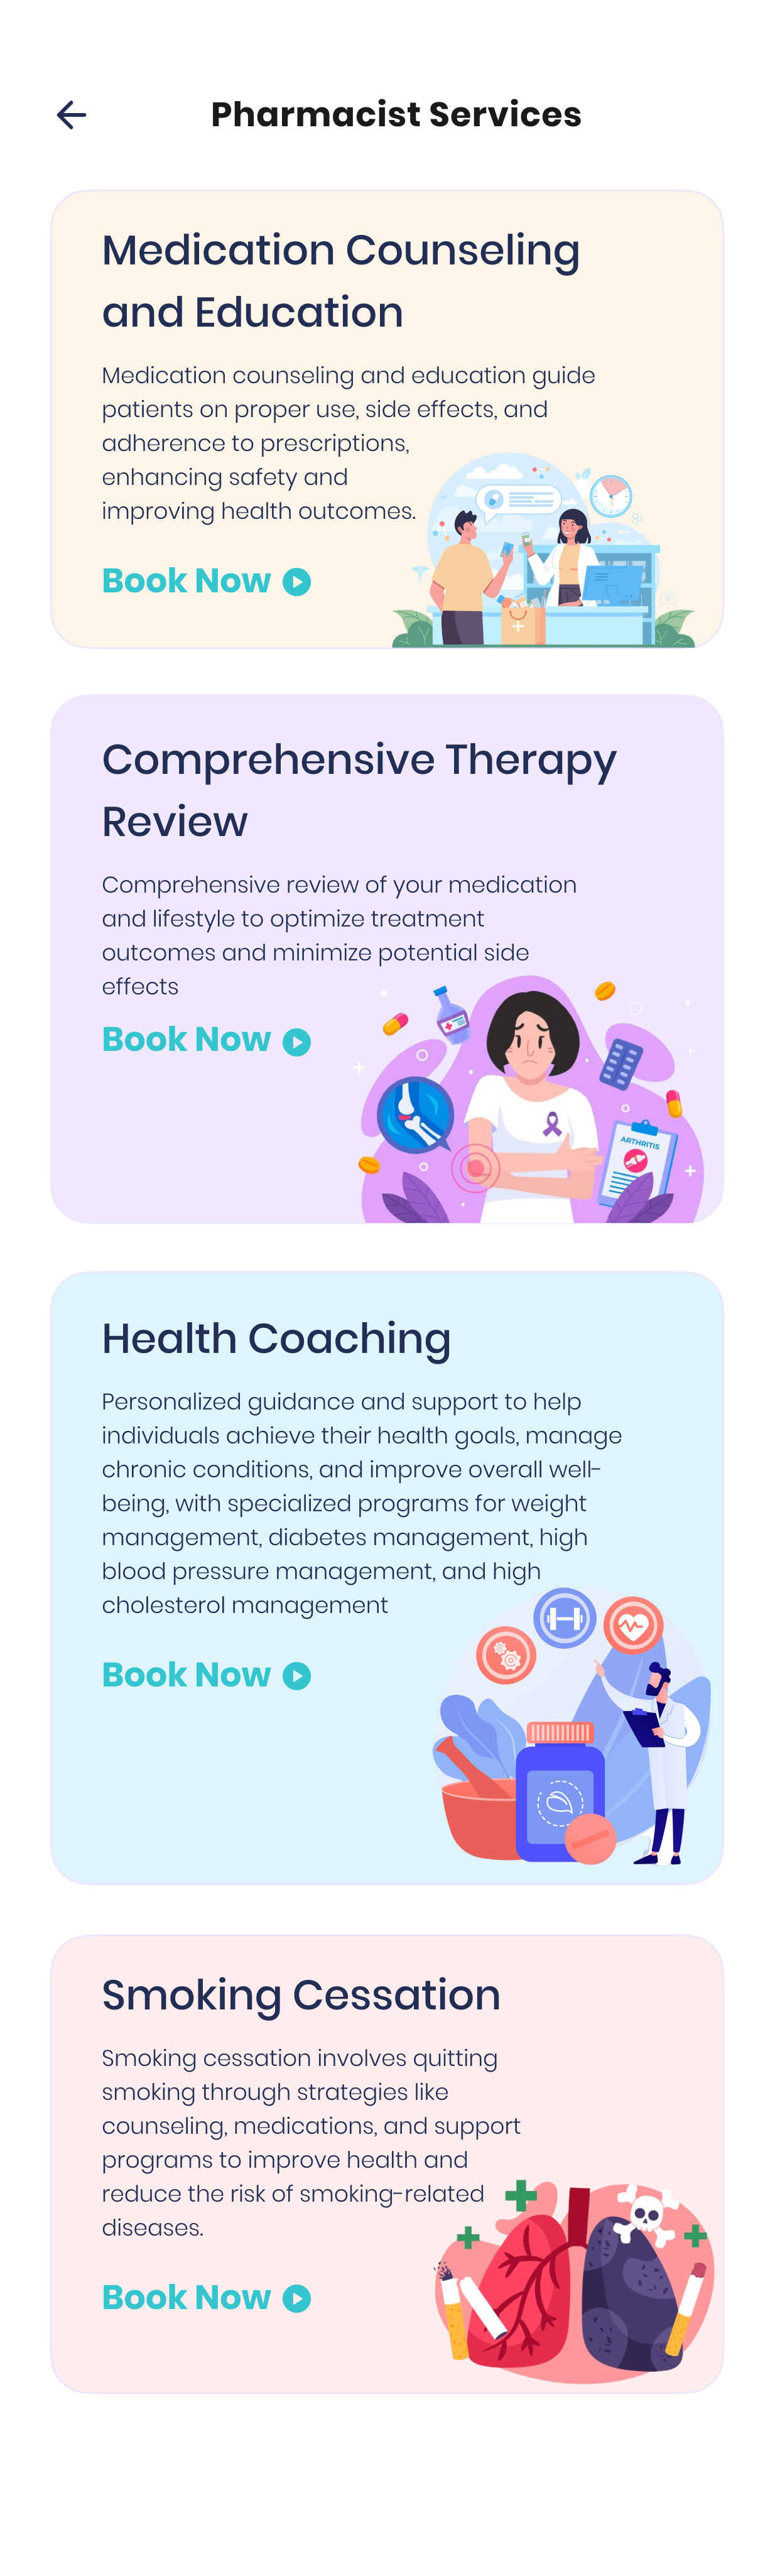 Pharmacist Services
Medication Counseling
and Education
Medication counseling and education guide
patients on proper use, side effects, and
adherence to prescriptions,
enhancing safety and
improving health outcomes.
Book Now
Comprehensive Therapy
Review
Comprehensive review of your medication
and lifestyle to optimize treatment
outcomes and minimize potential side
effects
Book Now
ARTHRITIS
Health Coaching
Personalized guidance and support to help
individuals achieve their health goals, manage
chronic conditions, and improve overall well-
being, with specialized programs for weight
management, diabetes management, high
blood pressure management, and high
cholesterol management
Book Now
Smoking Cessation
Smoking cessation involves quitting
smoking through strategies like
counseling, medications, and support
programs to improve health and
reduce the risk of smoking-related
diseases.
Book Now